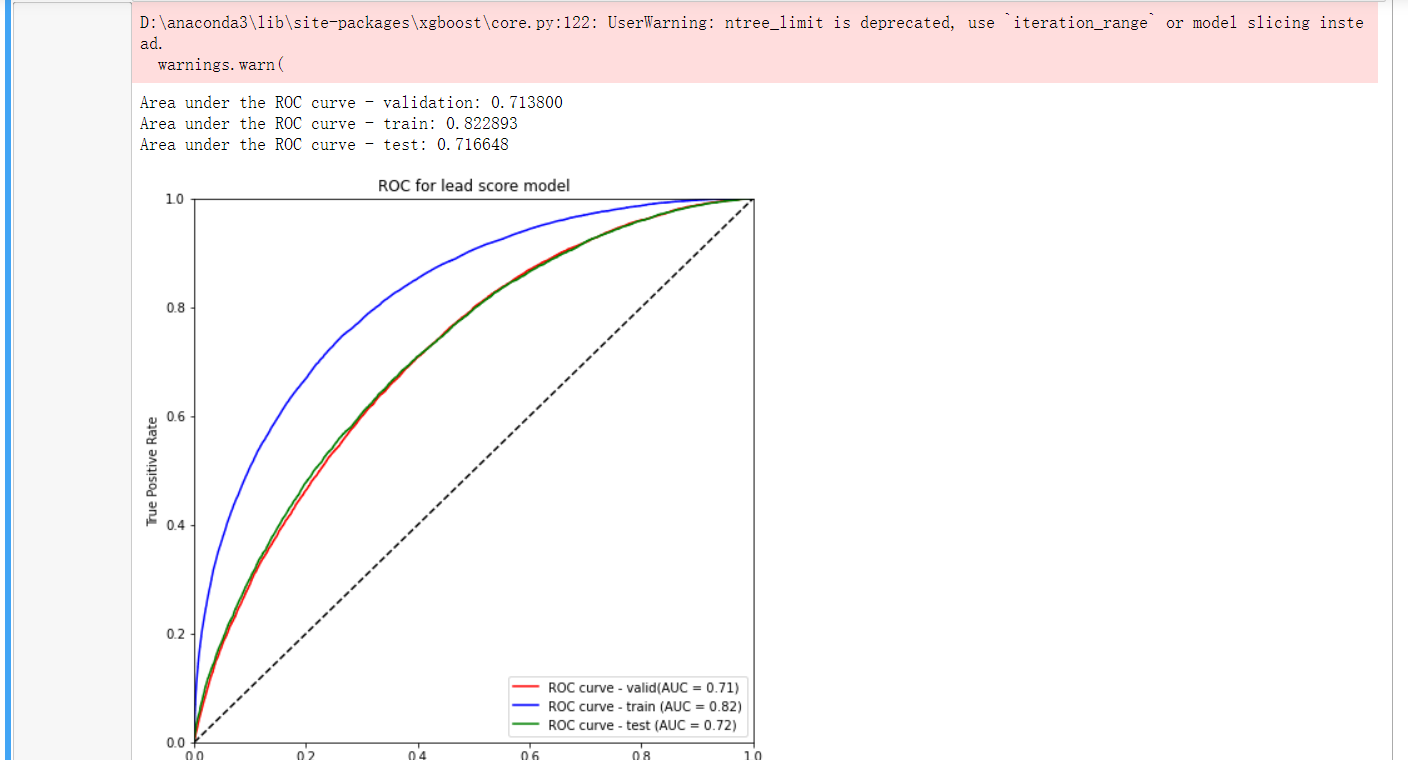 D:\anaconda3\lib\site-packages\xgboost\core.py:122: UserWarning: ntree_limit is deprecated, use `iteration_range` or model slicing inste
ad.
  warnings.warn(
Area under the ROC curve - validation: 0.713800
Area under the ROC curve - train: 0.822893
Area under the ROC curve - test: 0.716648
ROC for lead score model
1.0
0.8
0.6
0.4
0.2
0.0
True Positive Rate
ROC curve - valid(AUC = 0.71)
ROC curve - train (AUC = 0.82)
ROC curve - test (AUC = 0.72)
0.0 0.2 0.4 0.6 0.8 1.0